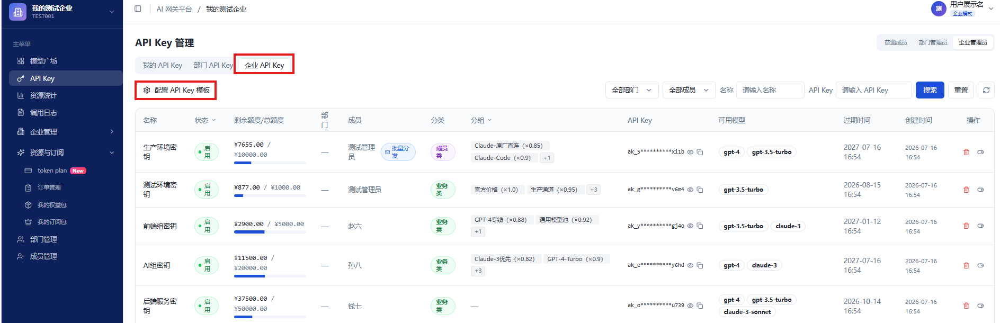 我的测试企业
TEST001
AI 网关平台 / 我的测试企业
测
用户展示名
企业模式
主菜单
模型广场
API Key
资源统计
调用日志
企业管理
资源与订阅
token plan New
订单管理
我的权益包
我的订阅包
部门管理
成员管理
API Key 管理
普通成员 部门管理员 企业管理员
我的 API Key 部门 API Key 企业 API Key
配置 API Key 模板
全部部门 全部成员 名称 请输入名称 API Key 请输入 API Key 搜索 重置
名称 状态 剩余额度/总额度 部门 成员 分类 分组 API Key 可用模型 过期时间 创建时间 操作
生产环境密钥 启用 ¥7655.00 / ¥10000.00 — 测试管理员 批量分发 成员类 Claude-原厂直连 (×0.85) Claude-Code (×0.9) +1 ak_5**********xi1b gpt-4 gpt-3.5-turbo 2027-07-16 16:54 2026-07-16 16:54
测试环境密钥 启用 ¥877.00 / ¥1000.00 — 测试管理员 业务类 官方价格 (×1.0) 生产通道 (×0.95) +3 ak_g**********v6m4 gpt-3.5-turbo 2026-08-15 16:54 2026-07-16 16:54
前端组密钥 启用 ¥2900.00 / ¥5000.00 — 赵六 业务类 GPT-4专线 (×0.88) 通用模型池 (×0.92) +1 ak_y**********gj4o gpt-3.5-turbo claude-3 2027-01-12 16:54 2026-07-16 16:54
AI组密钥 启用 ¥11500.00 / ¥20000.00 — 孙八 业务类 Claude-3优先 (×0.82) GPT-4-Turbo (×0.9) +3 ak_e**********y6hd gpt-4 claude-3 2027-07-16 16:54 2026-07-16 16:54
后端服务密钥 启用 ¥37500.00 / ¥50000.00 — 钱七 业务类 — ak_o**********u739 gpt-4 gpt-3.5-turbo claude-3-sonnet 2026-10-14 16:54 2026-07-16 16:54